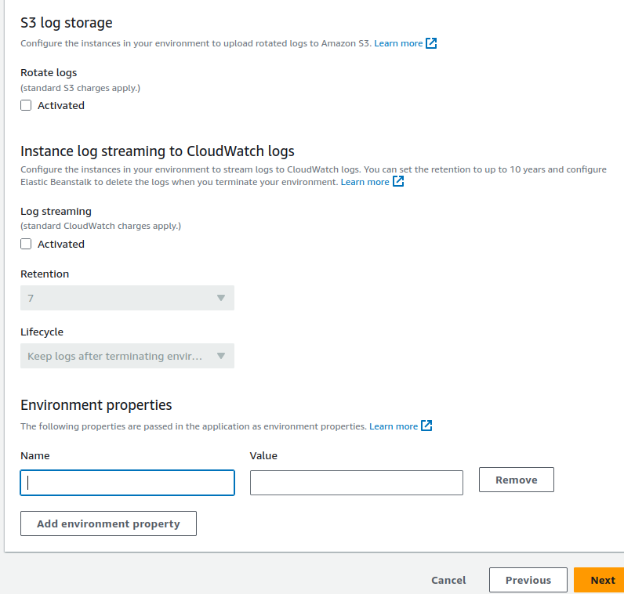 S3 log storage
Configure the instances in your environment to upload rotated logs to Amazon S3. Learn more
Rotate logs
(standard S3 charges apply.)
Activated
Instance log streaming to CloudWatch logs
Configure the instances in your environment to stream logs to CloudWatch logs. You can set the retention to up to 10 years and configure
Elastic Beanstalk to delete the logs when you terminate your environment. Learn more
Log streaming
(standard CloudWatch charges apply.)
Activated
Retention
7
Lifecycle
Keep logs after terminating envir...
Environment properties
The following properties are passed in the application as environment properties. Learn more
Name Value
Remove
Add environment property
Cancel Previous Next